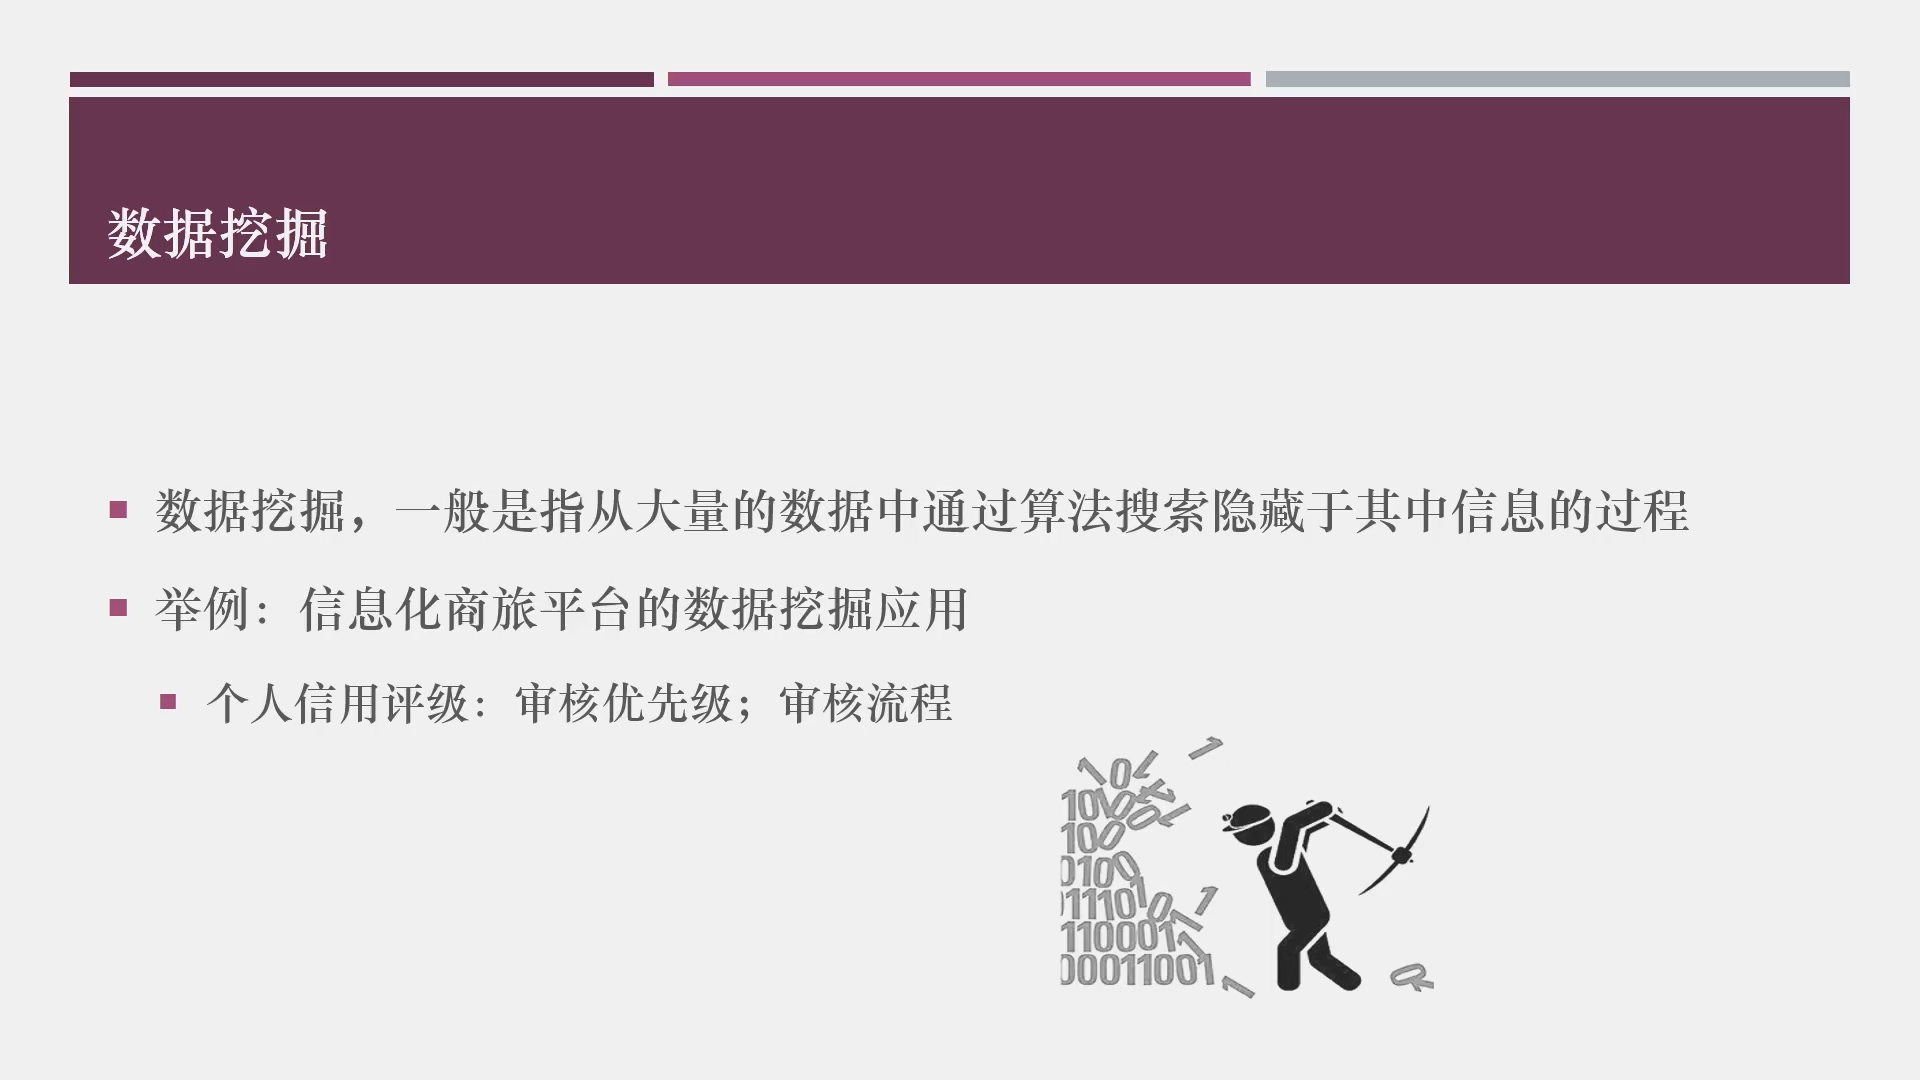 数据挖掘
数据挖掘，一般是指从大量的数据中通过算法搜索隐藏于其中信息的过程
举例：信息化商旅平台的数据挖掘应用
个人信用评级：审核优先级；审核流程